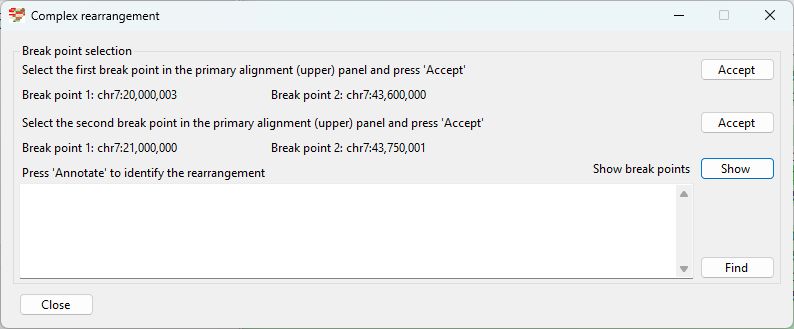 Complex rearrangement
Break point selection
Select the first break point in the primary alignment (upper) panel and press 'Accept'
Accept
Break point 1: chr7:20,000,003 Break point 2: chr7:43,600,000
Select the second break point in the primary alignment (upper) panel and press 'Accept'
Accept
Break point 1: chr7:21,000,000 Break point 2: chr7:43,750,001
Press 'Annotate' to identify the rearrangement
Show break points
Show
Find
Close